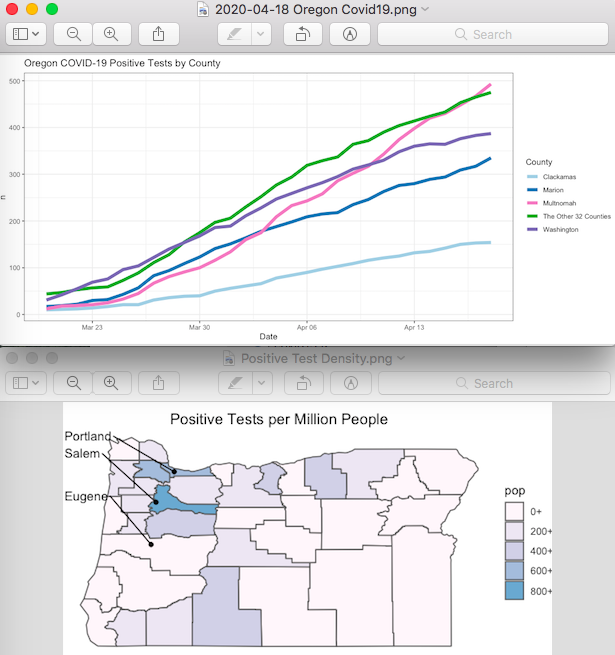 2020-04-18 Oregon Covid19.png
Search
Oregon COVID-19 Positive Tests by County
500
400
300
200
100
0
n
Mar 23
Mar 30
Apr 06
Apr 13
Date
County
Clackamas
Marion
Multnomah
The Other 32 Counties
Washington
Positive Test Density.png
Search
Positive Tests per Million People
Portland
Salem
Eugene
pop
0+
200+
400+
600+
800+